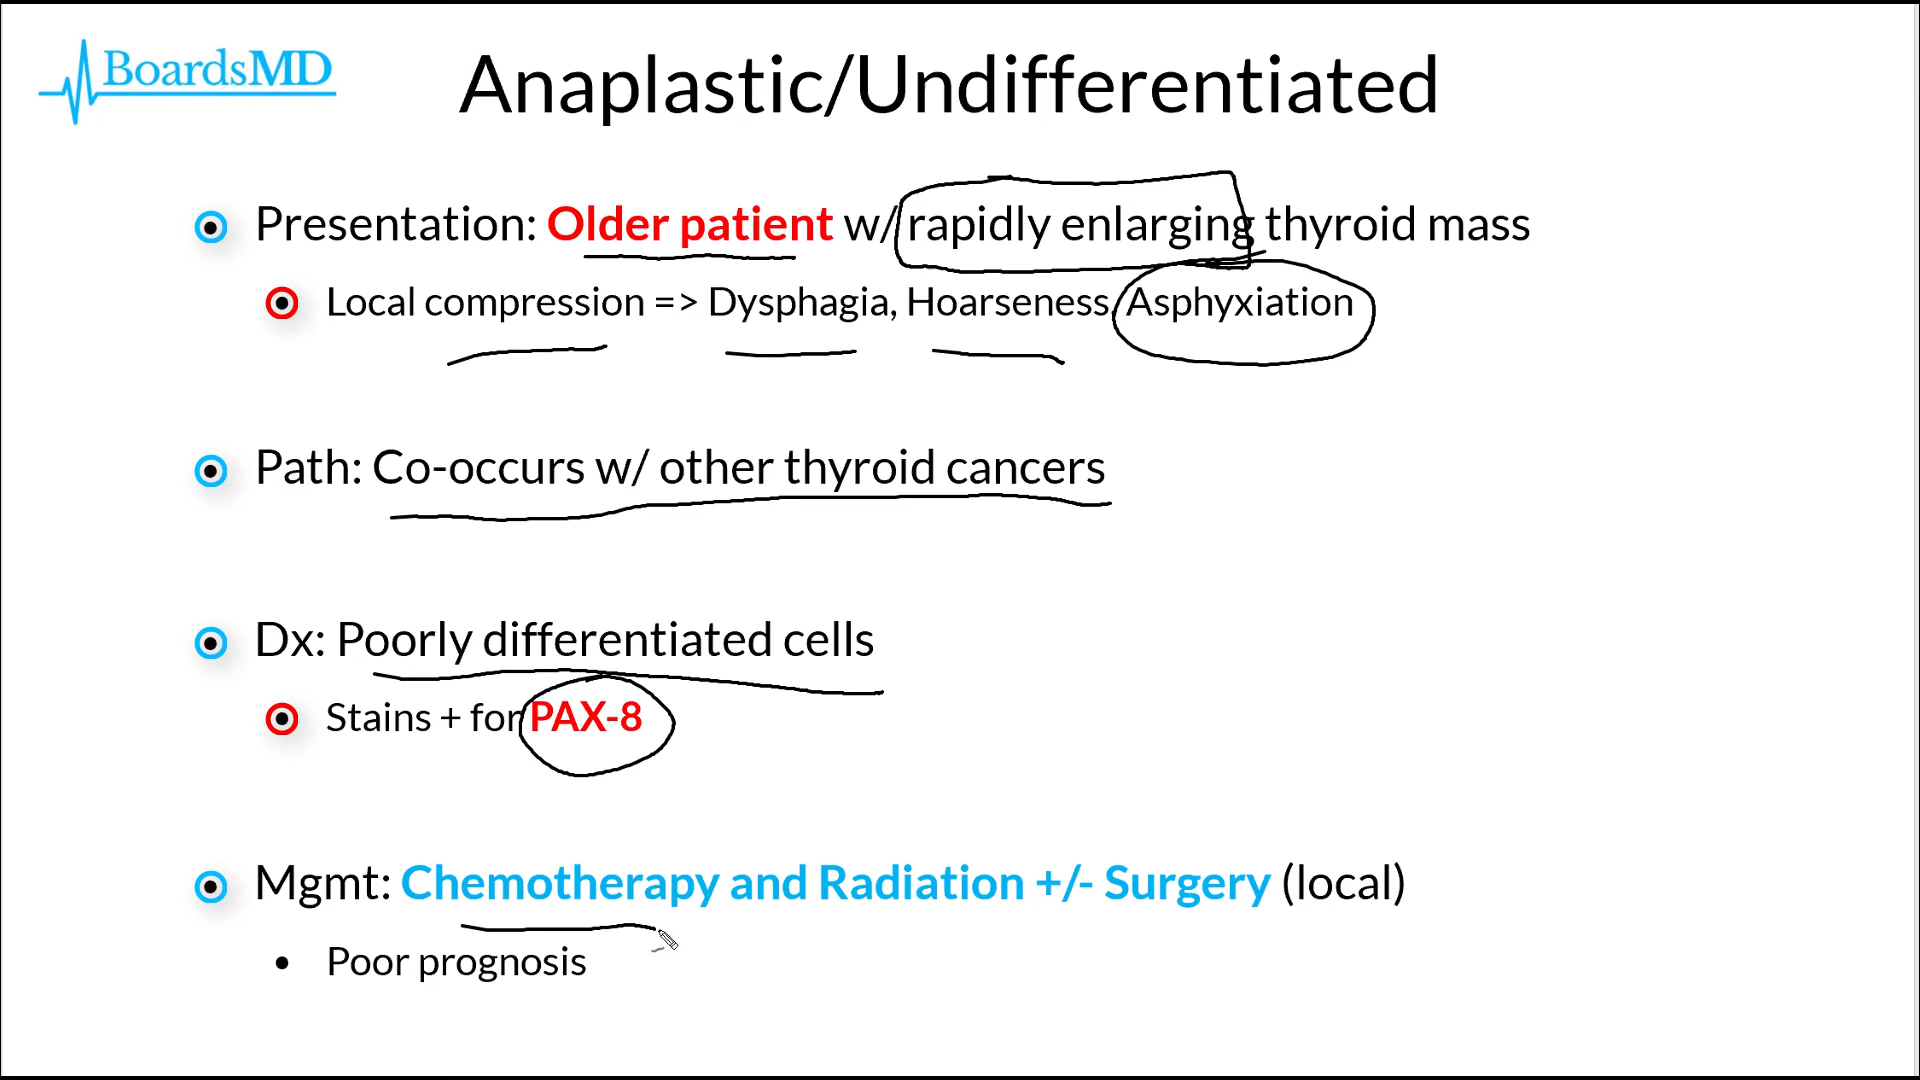 BoardsMD
Anaplastic/Undifferentiated
Presentation: Older patient w/ rapidly enlarging thyroid mass
Local compression => Dysphagia, Hoarseness, Asphyxiation
Path: Co-occurs w/ other thyroid cancers
Dx: Poorly differentiated cells
Stains + for PAX-8
Mgmt: Chemotherapy and Radiation +/- Surgery (local)
Poor prognosis